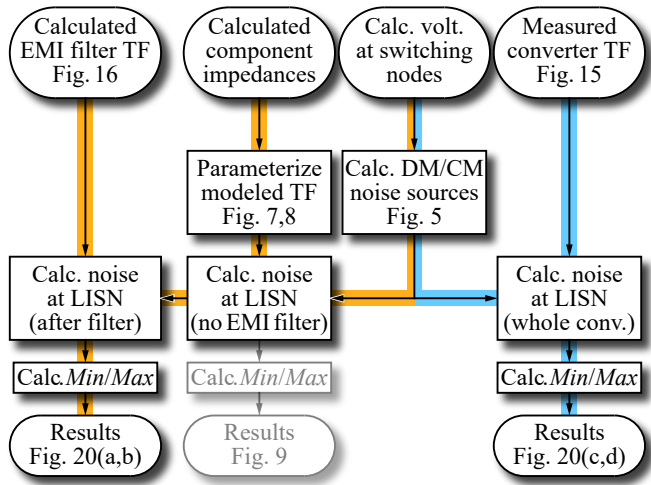 Calculated
EMI filter TF
Fig. 16
Calculated
component
impedances
Calc. volt.
at switching
nodes
Measured
converter TF
Fig. 15
Parameterize
modeled TF
Fig. 7,8
Calc. DM/CM
noise sources
Fig. 5
Calc. noise
at LISN
(after filter)
Calc. noise
at LISN
(no EMI filter)
Calc. noise
at LISN
(whole conv.)
Calc.Min/Max
Calc.Min/Max
Calc.Min/Max
Results
Fig. 20(a,b)
Results
Fig. 9
Results
Fig. 20(c,d)